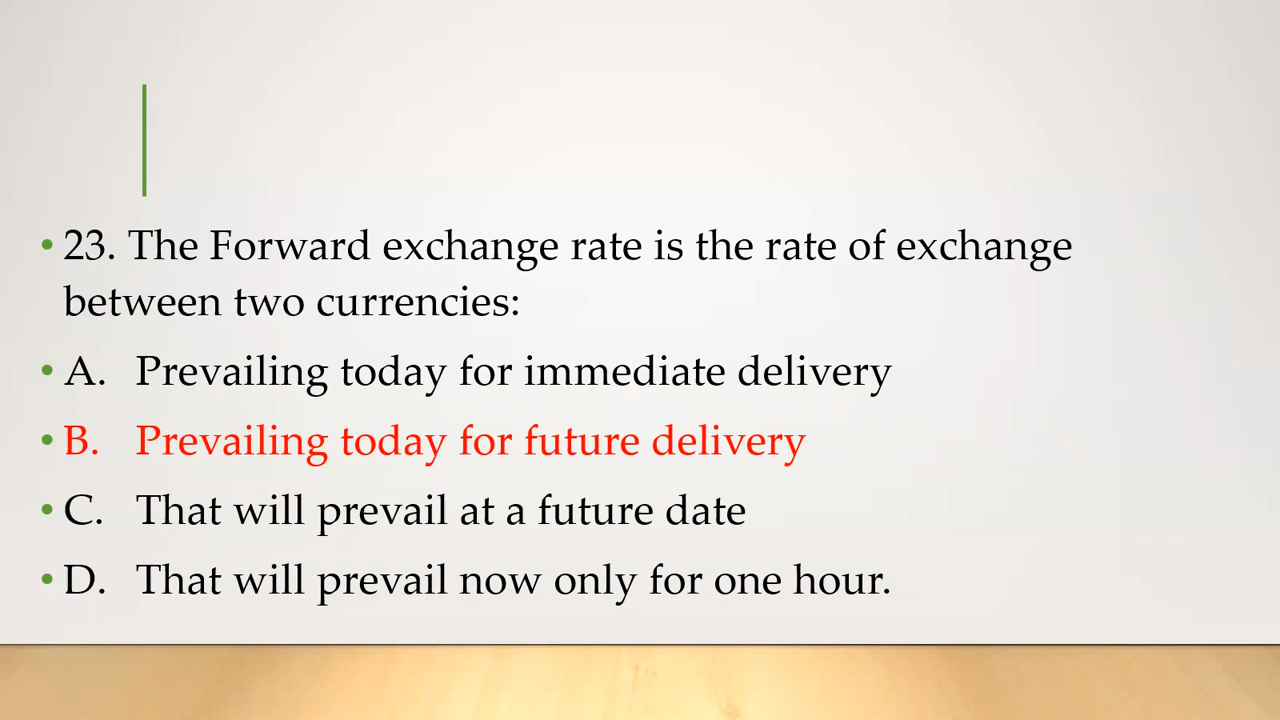 • 23. The Forward exchange rate is the rate of exchange
between two currencies:
• A. Prevailing today for immediate delivery
• B. Prevailing today for future delivery
• C. That will prevail at a future date
• D. That will prevail now only for one hour.